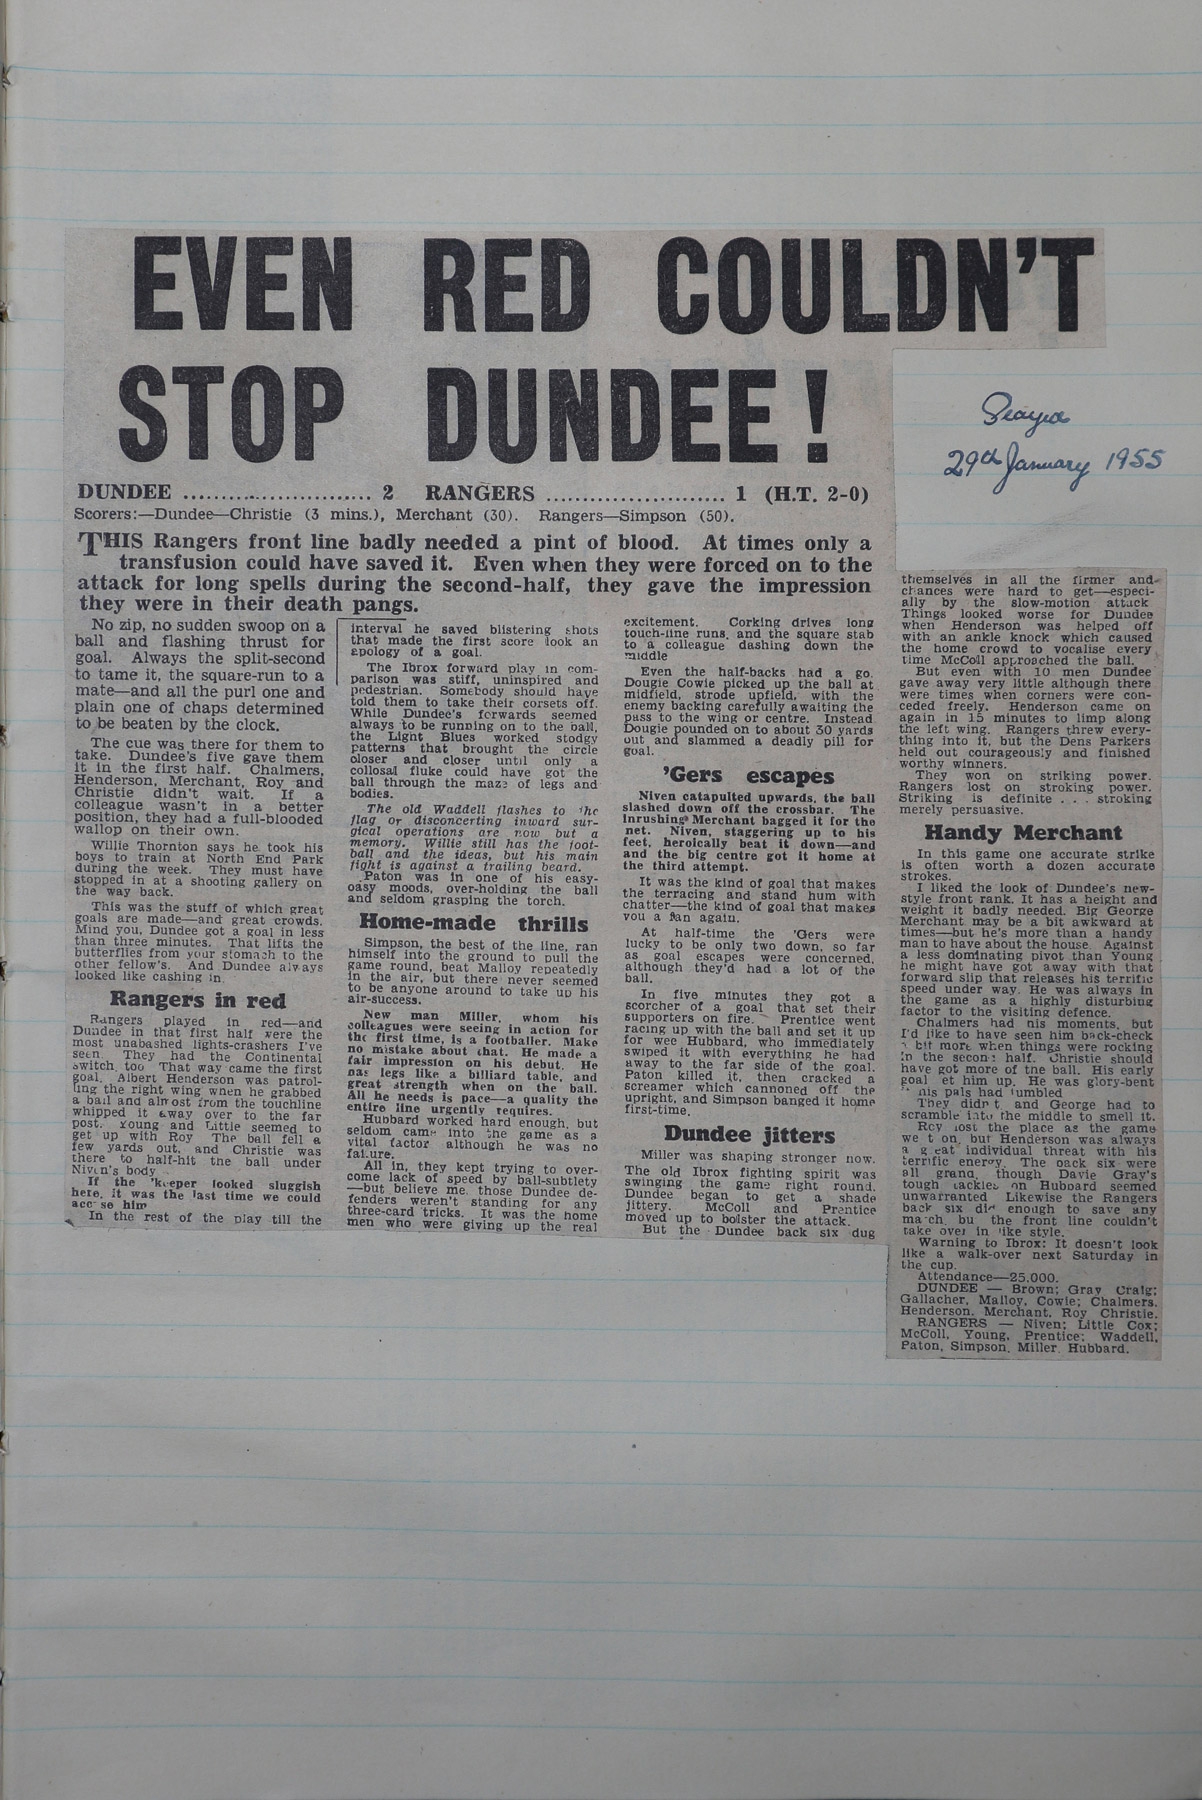 EVEN RED COULDN'T
STOP DUNDEE!
Played
29th January 1955
DUNDEE ........................... 2 RANGERS ......................... 1 (H.T. 2-0)
Scorers:—Dundee—Christie (3 mins.), Merchant (30). Rangers—Simpson (50).
THIS Rangers front line badly needed a pint of blood. At times only a
transfusion could have saved it. Even when they were forced on to the
attack for long spells during the second-half, they gave the impression
they were in their death pangs.
No zip, no sudden swoop on a
ball and flashing thrust for
goal. Always the split-second
to tame it, the square-run to a
mate—and all the purl one and
plain one of chaps determined
to be beaten by the clock.
The cue was there for them to
take. Dundee's five gave them
it in the first half. Chalmers,
Henderson, Merchant, Roy and
Christie didn't wait. If a
colleague wasn't in a better
position, they had a full-blooded
wallop on their own.
Willie Thornton says he took his
boys to train at North End Park
during the week. They must have
stopped in at a shooting gallery on
the way back.
This was the stuff of which great
goals are made—and great crowds.
Mind you, Dundee got a goal in less
than three minutes. That lifts the
butterflies from your stomach to the
other fellow's. And Dundee always
looked like cashing in
Rangers in red
Rangers played in red—and
Dundee in that first half were the
most unabashed lights-crashers I've
seen. They had the Continental
switch too That way came the first
goal. Albert Henderson was patrol-
ling the right wing when he grabbed
a ball and almost from the touchline
whipped it away over to the far
post. Young and Little seemed to
get up with Roy The ball fell a
few yards out, and Christie was
there to half-hit the ball under
Niven's body
If the 'keeper looked sluggish
here, it was the last time we could
accuse him
In the rest of the play till the
interval he saved blistering shots
that made the first score look an
apology of a goal.
The Ibrox forward play in com-
parison was stiff, uninspired and
pedestrian. Somebody should have
told them to take their corsets off.
While Dundee's forwards seemed
always to be running on to the ball,
the Light Blues worked stodgy
patterns that brought the circle
closer and closer until only a
collosal fluke could have got the
ball through the maze of legs and
bodies.
The old Waddell flashes to the
flag or disconcerting inward sur-
gical operations are now but a
memory. Willie still has the foot-
ball and the ideas, but his main
fight is against a trailing beard.
Paton was in one of his easy-
oasy moods, over-holding the ball
and seldom grasping the torch.
Home-made thrills
Simpson, the best of the line, ran
himself into the ground to pull the
game round, beat Malloy repeatedly
in the air, but there never seemed
to be anyone around to take up his
air-success.
New man Miller, whom his
colleagues were seeing in action for
the first time, is a footballer. Make
no mistake about that. He made a
fair impression on his debut. He
has legs like a billiard table, and
great strength when on the ball.
All he needs is pace—a quality the
entire line urgently requires.
Hubbard worked hard enough, but
seldom came into the game as a
vital factor although he was no
failure.
All in, they kept trying to over-
come lack of speed by ball-subtlety
—but believe me, those Dundee de-
fenders weren't standing for any
three-card tricks. It was the home
men who were giving up the real
excitement. Corking drives long
touch-line runs, and the square stab
to a colleague dashing down the
middle
Even the half-backs had a go.
Dougie Cowie picked up the ball at
midfield, strode upfield, with the
enemy backing carefully awaiting the
pass to the wing or centre. Instead
Dougie pounded on to about 30 yards
out and slammed a deadly pill for
goal.
'Gers escapes
Niven catapulted upwards, the ball
slashed down off the crossbar. The
inrushing Merchant bagged it for the
net. Niven, staggering up to his
feet, heroically beat it down—and
and the big centre got it home at
the third attempt.
It was the kind of goal that makes
the terracing and stand hum with
chatter—the kind of goal that makes
you a fan again.
At half-time the 'Gers were
lucky to be only two down, so far
as goal escapes were concerned,
although they'd had a lot of the
ball.
In five minutes they got a
scorcher of a goal that set their
supporters on fire. Prentice went
racing up with the ball and set it up
for wee Hubbard, who immediately
swiped it with everything he had
away to the far side of the goal.
Paton killed it, then cracked a
screamer which cannoned off the
upright, and Simpson banged it home
first-time.
Dundee jitters
Miller was shaping stronger now.
The old Ibrox fighting spirit was
swinging the game right round.
Dundee began to get a shade
jittery. McColl and Prentice
moved up to bolster the attack.
But the Dundee back six dug
themselves in all the firmer and
chances were hard to get—especi-
ally by the slow-motion attack
Things looked worse for Dundee
when Henderson was helped off
with an ankle knock which caused
the home crowd to vocalise every
time McColl approached the ball.
But even with 10 men Dundee
gave away very little although there
were times when corners were con-
ceded freely. Henderson came on
again in 15 minutes to limp along
the left wing. Rangers threw every-
thing into it, but the Dens Parkers
held out courageously and finished
worthy winners.
They won on striking power.
Rangers lost on stroking power.
Striking is definite . . . stroking
merely persuasive.
Handy Merchant
In this game one accurate strike
is often worth a dozen accurate
strokes.
I liked the look of Dundee's new-
style front rank. It has a height and
weight it badly needed. Big George
Merchant may be a bit awkward at
times—but he's more than a handy
man to have about the house. Against
a less dominating pivot than Young
he might have got away with that
forward slip that releases his terrific
speed under way. He was always in
the game as a highly disturbing
factor to the visiting defence.
Chalmers had his moments, but
I'd like to have seen him back-check
a bit more when things were rocking
in the second half. Christie should
have got more of the ball. His early
goal set him up. He was glory-bent
his pals had tumbled
They didn't and George had to
scramble into the middle to smell it.
Roy lost the place as the game
went on, but Henderson was always
a great individual threat with his
terrific energy. The back six were
all grand, though Davie Gray's
tough tackles on Hubbard seemed
unwarranted Likewise the Rangers
back six did enough to save any
match, but the front line couldn't
take over in like style.
Warning to Ibrox: It doesn't look
like a walk-over next Saturday in
the cup.
Attendance—25,000.
DUNDEE — Brown; Gray Craig;
Gallacher, Malloy, Cowie; Chalmers,
Henderson, Merchant, Roy Christie.
RANGERS — Niven; Little Cox;
McColl, Young, Prentice; Waddell,
Paton, Simpson, Miller, Hubbard.